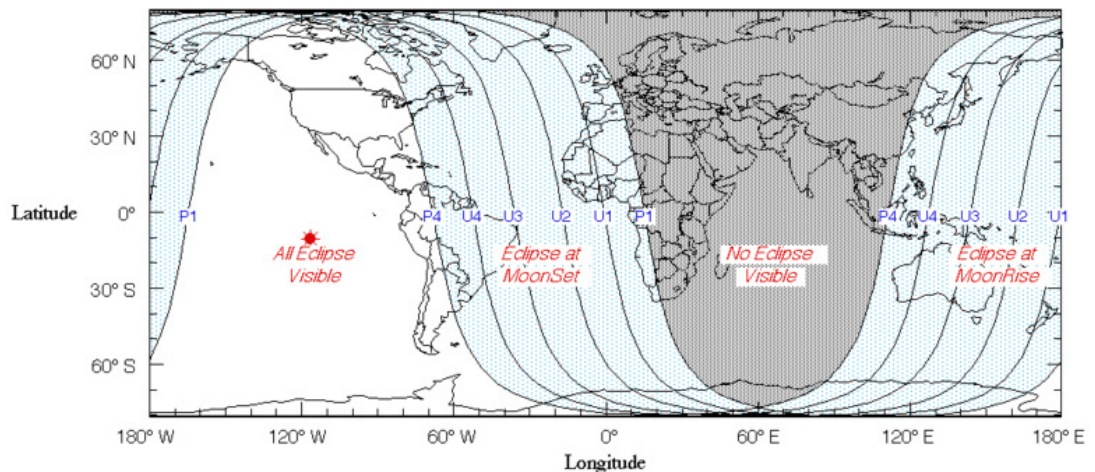 60° N
30° N
Latitude
0°
30° S
60° S
P1
P4
U4
U3
U2
U1
P1
P4
U4
U3
U2
U1
All Eclipse
Visible
Eclipse at
MoonSet
No Eclipse
Visible
Eclipse at
MoonRise
180° W
120° W
60° W
0°
60° E
120° E
180° E
Longitude